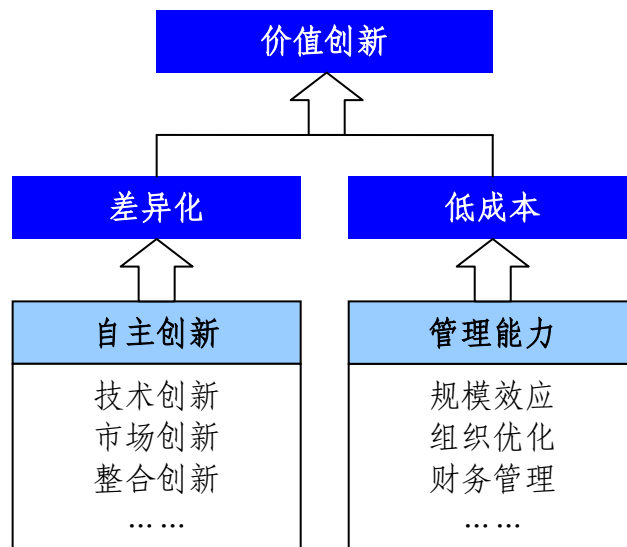 价值创新
差异化
低成本
自主创新
技术创新
市场创新
整合创新
... ...
管理能力
规模效应
组织优化
财务管理
... ...